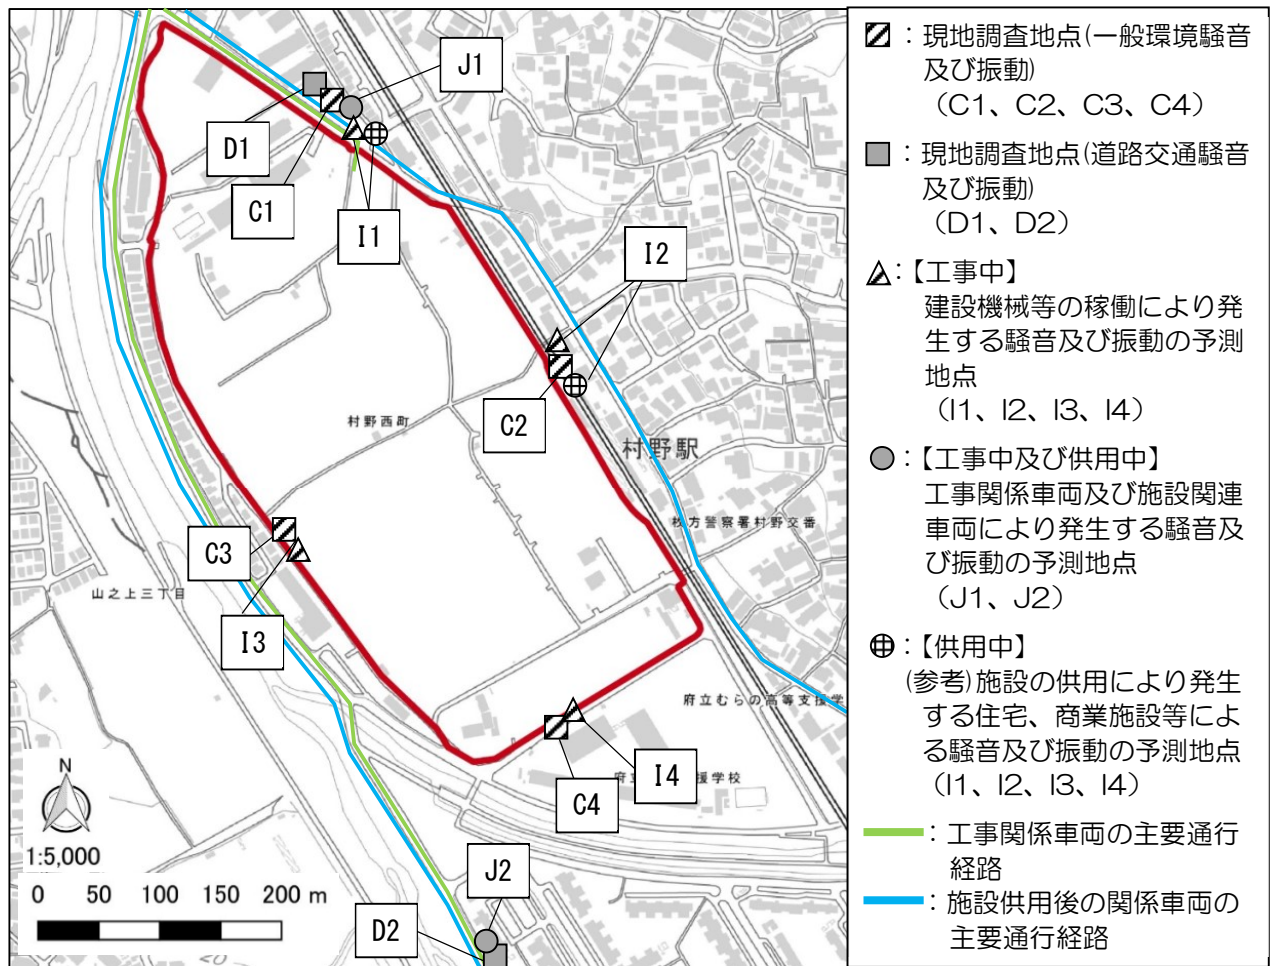 J1
D1
C1
I1
I2
C2
村野西町
村野駅
枚方警察署村野交番
C3
山之上三丁目
I3
府立むらの高等支援学
I4
C4
援学校
J2
D2
N
1:5,000
0 50 100 150 200 m
：現地調査地点(一般環境騒音
及び振動)
（C1、C2、C3、C4）
：現地調査地点(道路交通騒音
及び振動)
（D1、D2）
：【工事中】
建設機械等の稼働により発
生する騒音及び振動の予測
地点
（I1、I2、I3、I4）
：【工事中及び供用中】
工事関係車両及び施設関連
車両により発生する騒音及
び振動の予測地点
（J1、J2）
：【供用中】
(参考)施設の供用により発生
する住宅、商業施設等によ
る騒音及び振動の予測地点
（I1、I2、I3、I4）
：工事関係車両の主要通行
経路
：施設供用後の関係車両の
主要通行経路